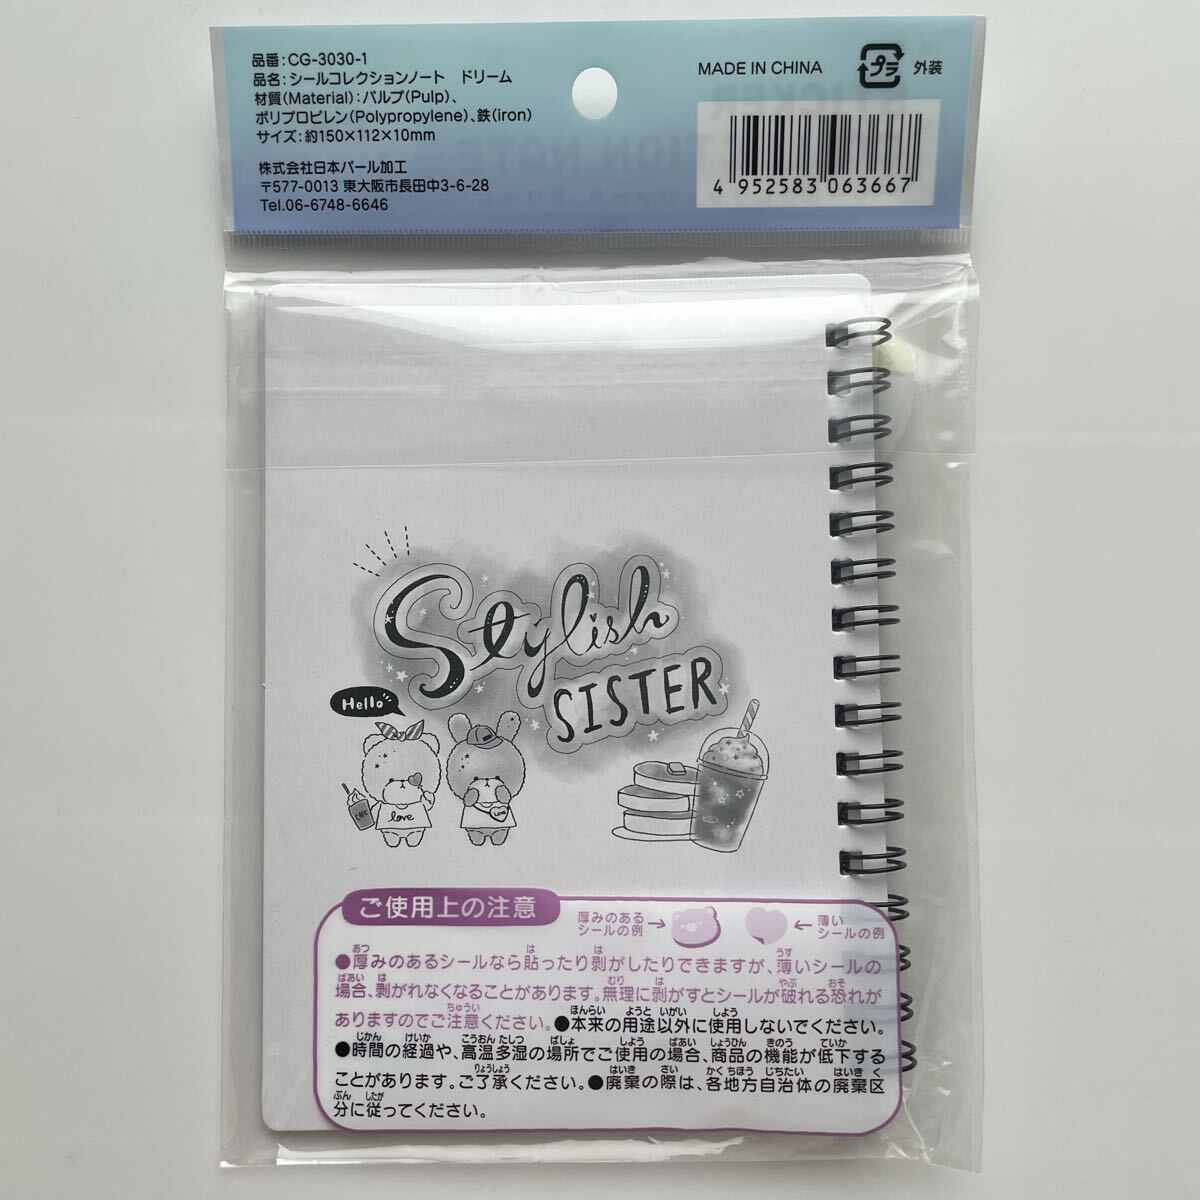 品番:CG-3030-1
品名:シールコレクションノート ドリーム
材質(Material):パルプ(Pulp)、
ポリプロピレン(Polypropylene)、鉄(iron)
サイズ:約150×112×10mm
株式会社日本パール加工
〒577-0013 東大阪市長田中3-6-28
Tel.06-6748-6646
MADE IN CHINA
プラ 外装
4 952583 063667
Stylish
SISTER
Hello
CAFE
love
LOVE
ご使用上の注意
厚みのある
シールの例
薄い
シールの例
●厚みのあるシールなら貼ったり剥がしたりできますが、薄いシールの
場合、剥がれなくなることがあります。無理に剥がすとシールが破れる恐れが
ありますのでご注意ください。●本来の用途以外に使用しないでください。
●時間の経過や、高温多湿の場所でご使用の場合、商品の機能が低下する
ことがあります。ご了承ください。●廃棄の際は、各地方自治体の廃棄区
分に従ってください。